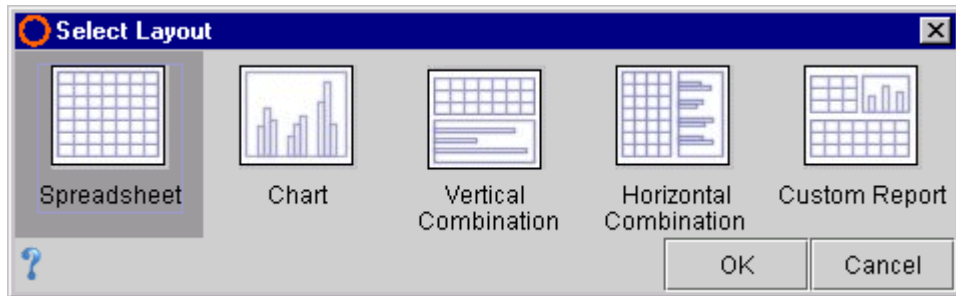 Select Layout
Spreadsheet
Chart
Vertical
Combination
Horizontal
Combination
Custom Report
?
OK
Cancel